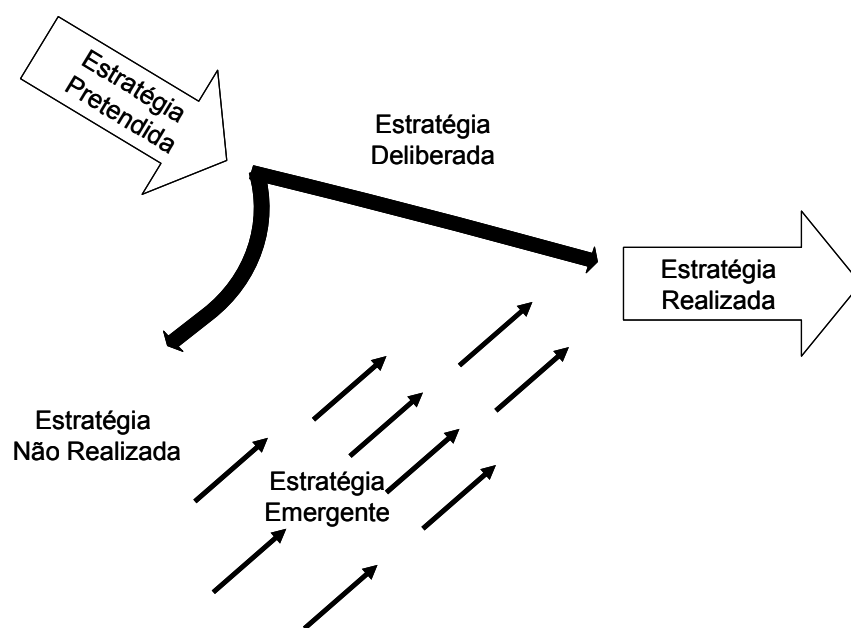 Estratégia
Pretendida
Estratégia
Deliberada
Estratégia
Realizada
Estratégia
Não Realizada
Estratégia
Emergente